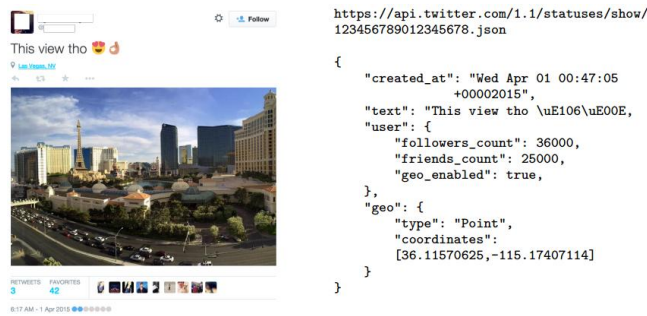 Follow
This view tho 😍👌
Las Vegas, NV
RETWEETS FAVORITES
3 42
6:17 AM - 1 Apr 2015
https://api.twitter.com/1.1/statuses/show/
123456789012345678.json
{
"created_at": "Wed Apr 01 00:47:05
+00002015",
"text": "This view tho \uE106\uE00E,
"user": {
"followers_count": 36000,
"friends_count": 25000,
"geo_enabled": true,
},
"geo": {
"type": "Point",
"coordinates":
[36.11570625,-115.17407114]
}
}